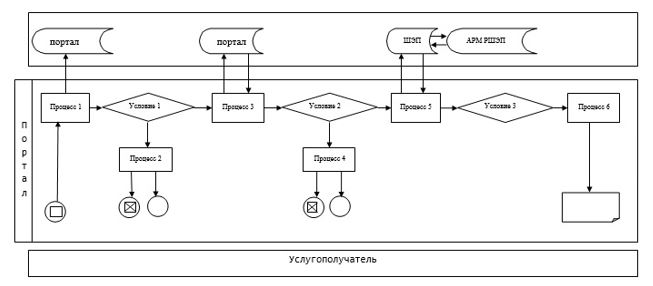 портал
портал
ШЭП
АРМ РШЭП
Портал
Процесс 1
Условие 1
Процесс 3
Условие 2
Процесс 5
Условие 3
Процесс 6
Процесс 2
Процесс 4
Услугополучатель